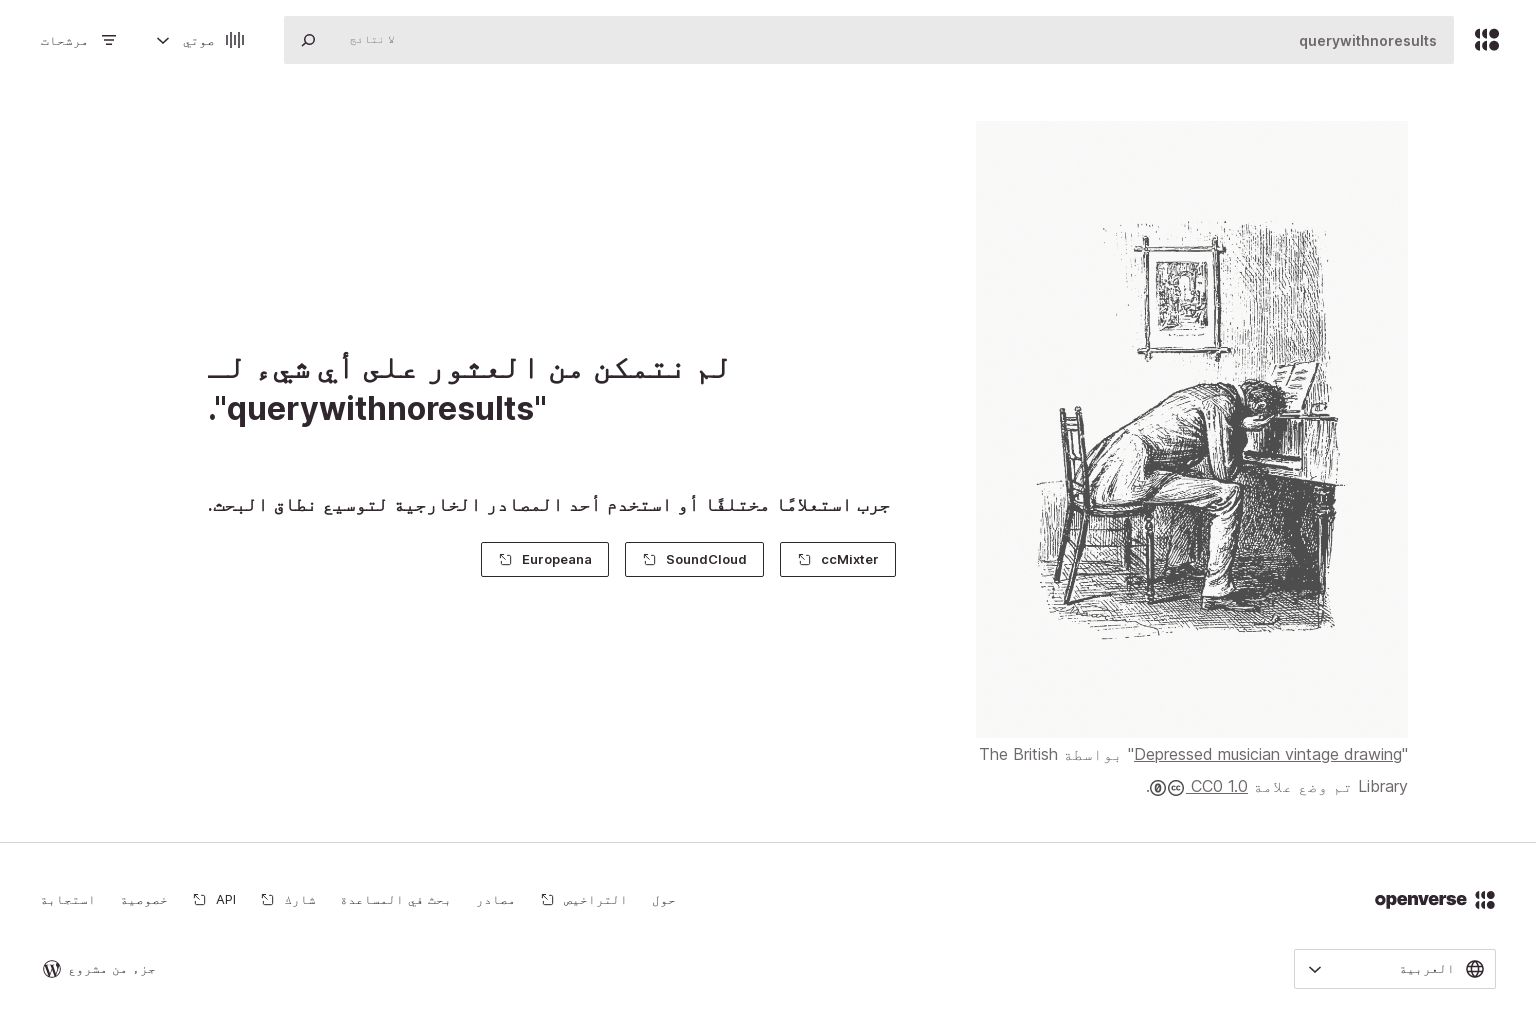 querywithnoresults
لا نتائج
صوتي
مرشحات
لم نتمكن من العثور على أي شيء لـ
"querywithnoresults".
جرب استعلامًا مختلفًا أو استخدم أحد المصادر الخارجية لتوسيع نطاق البحث.
ccMixter
SoundCloud
Europeana
"Depressed musician vintage drawing" بواسطة The British
Library تم وضع علامة CC0 1.0.
openverse
حول
التراخيص
مصادر
بحث في المساعدة
شارك
API
خصوصية
استجابة
العربية
جزء من مشروع